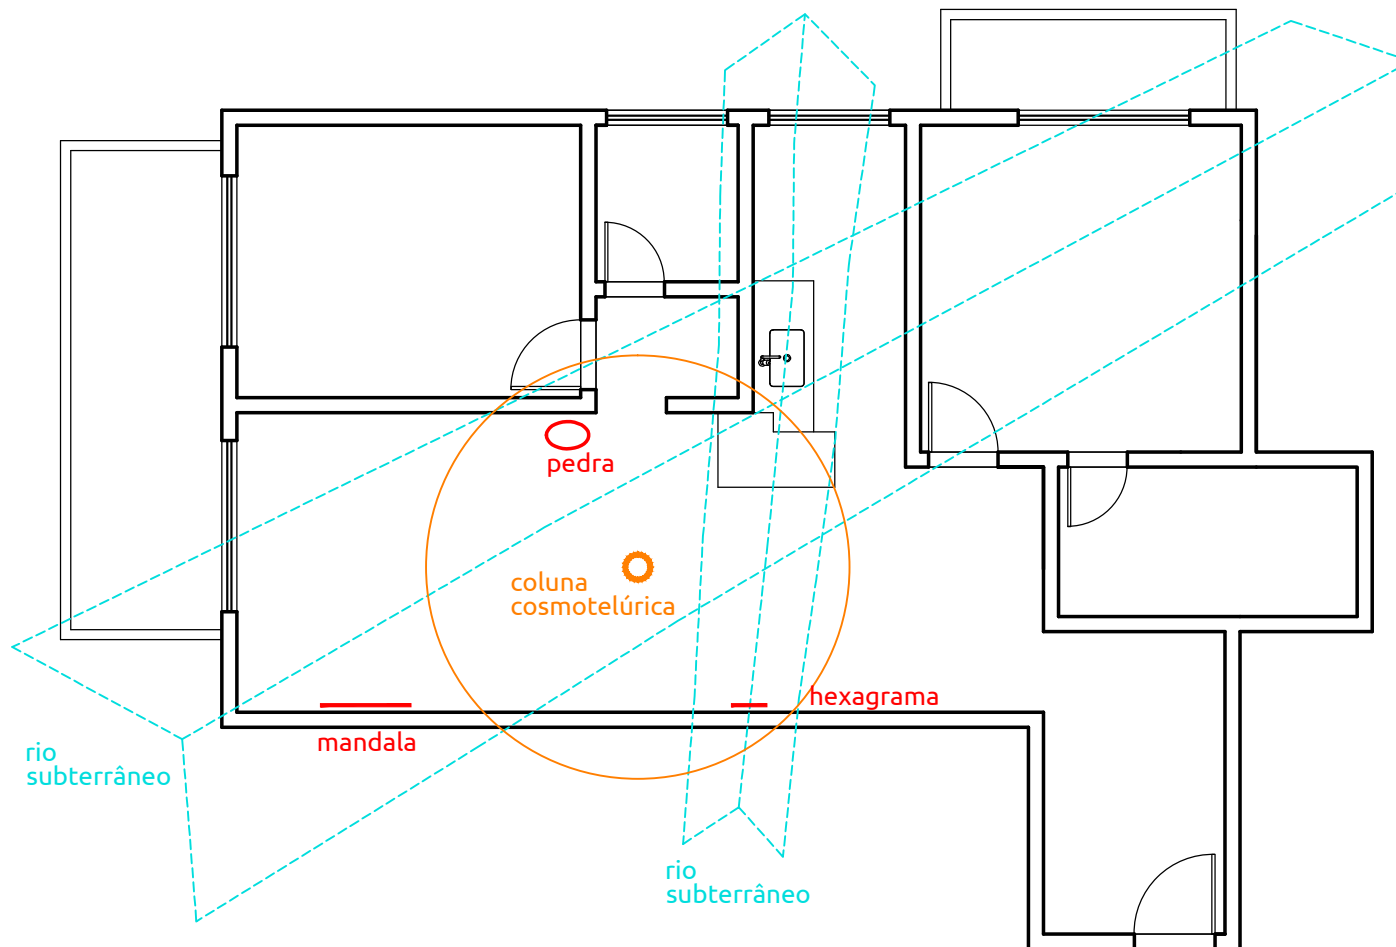 pedra
coluna
cosmotelúrica
hexagrama
mandala
rio
subterrâneo
rio
subterrâneo